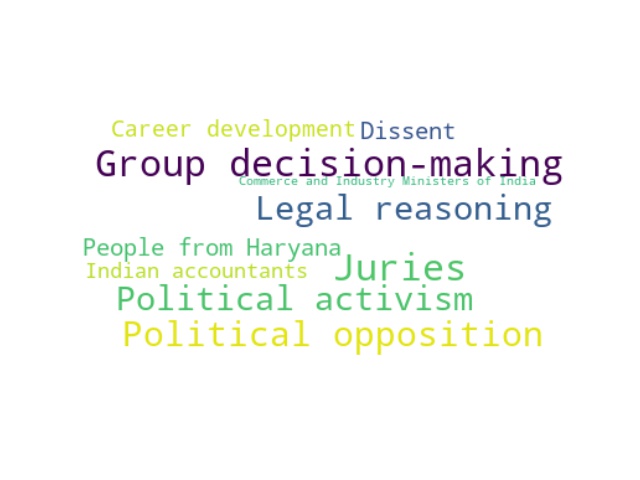 Career development
Dissent
Group decision-making
Commerce and Industry Ministers of India
Legal reasoning
People from Haryana
Juries
Indian accountants
Political activism
Political opposition